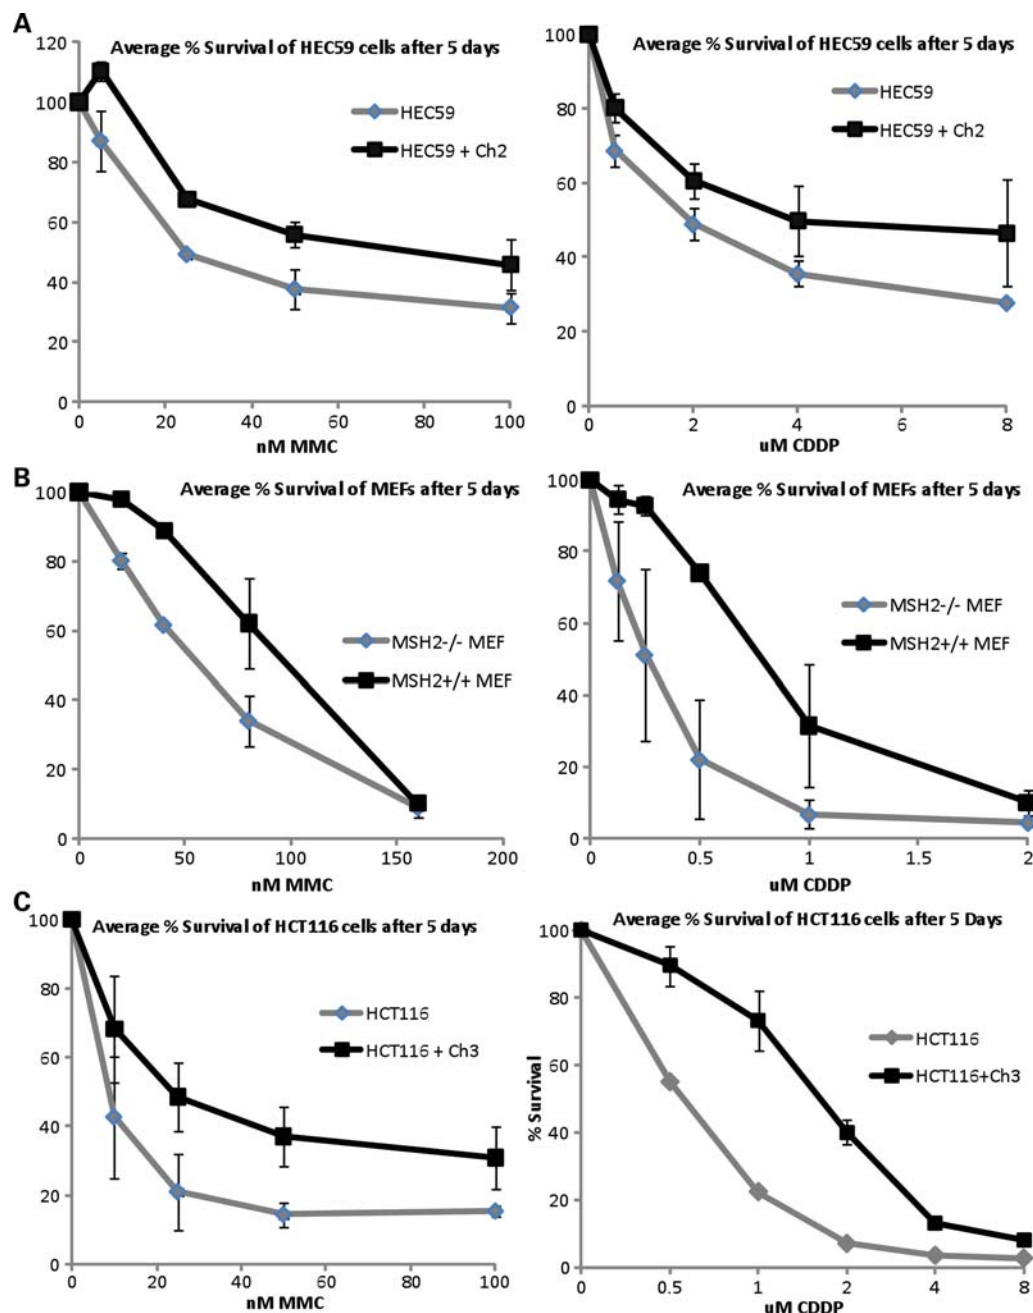 A
Average % Survival of HEC59 cells after 5 days
120
100
80
60
40
20
0
HEC59
HEC59 + Ch2
0 20 40 60 80 100
nM MMC
Average % Survival of HEC59 cells after 5 days
100
80
60
40
20
0
HEC59
HEC59 + Ch2
0 2 4 6 8
uM CDDP
B
Average % Survival of MEFs after 5 days
100
80
60
40
20
0
MSH2-/- MEF
MSH2+/+ MEF
0 50 100 150 200
nM MMC
Average % Survival of MEFs after 5 days
100
80
60
40
20
0
MSH2-/- MEF
MSH2+/+ MEF
0 0.5 1 1.5 2
uM CDDP
C
Average % Survival of HCT116 cells after 5 days
100
80
60
40
20
0
HCT116
HCT116 + Ch3
0 20 40 60 80 100
nM MMC
Average % Survival of HCT116 cells after 5 Days
% Survival
100
80
60
40
20
0
HCT116
HCT116+Ch3
0 0.5 1 2 4 8
uM CDDP